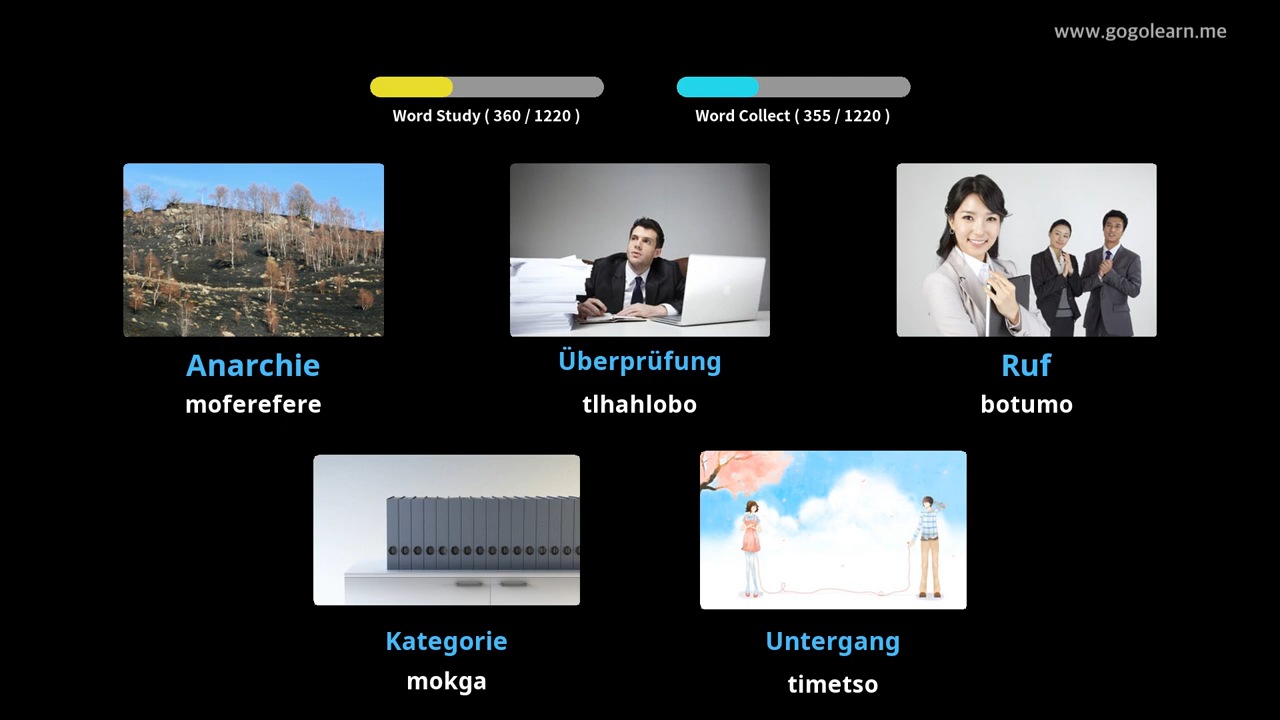 www.gogolearn.me
Word Study ( 360 / 1220 )
Word Collect ( 355 / 1220 )
Anarchie
moferefere
Überprüfung
tlhahlobo
Ruf
botumo
Kategorie
mokga
Untergang
timetso